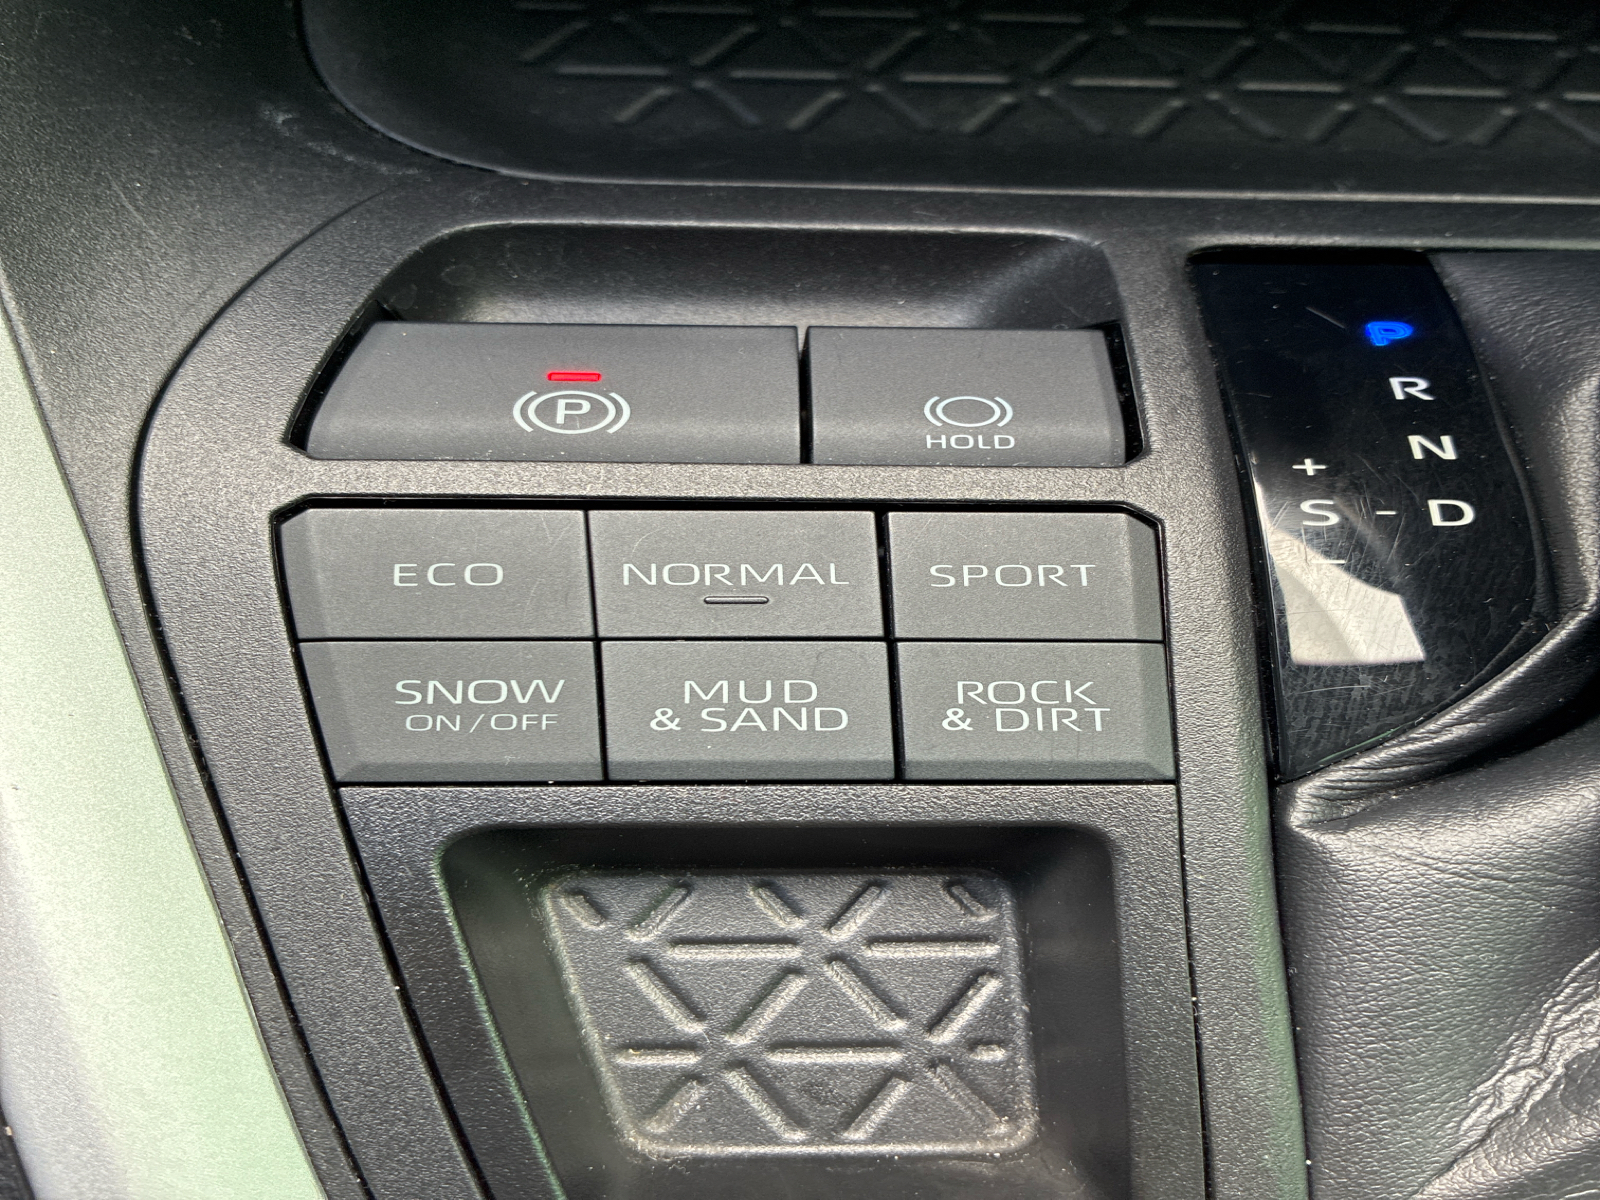 P
HOLD
P
R
N
+
S - D
-
ECO
NORMAL
SPORT
SNOW
ON / OFF
MUD
& SAND
ROCK
& DIRT